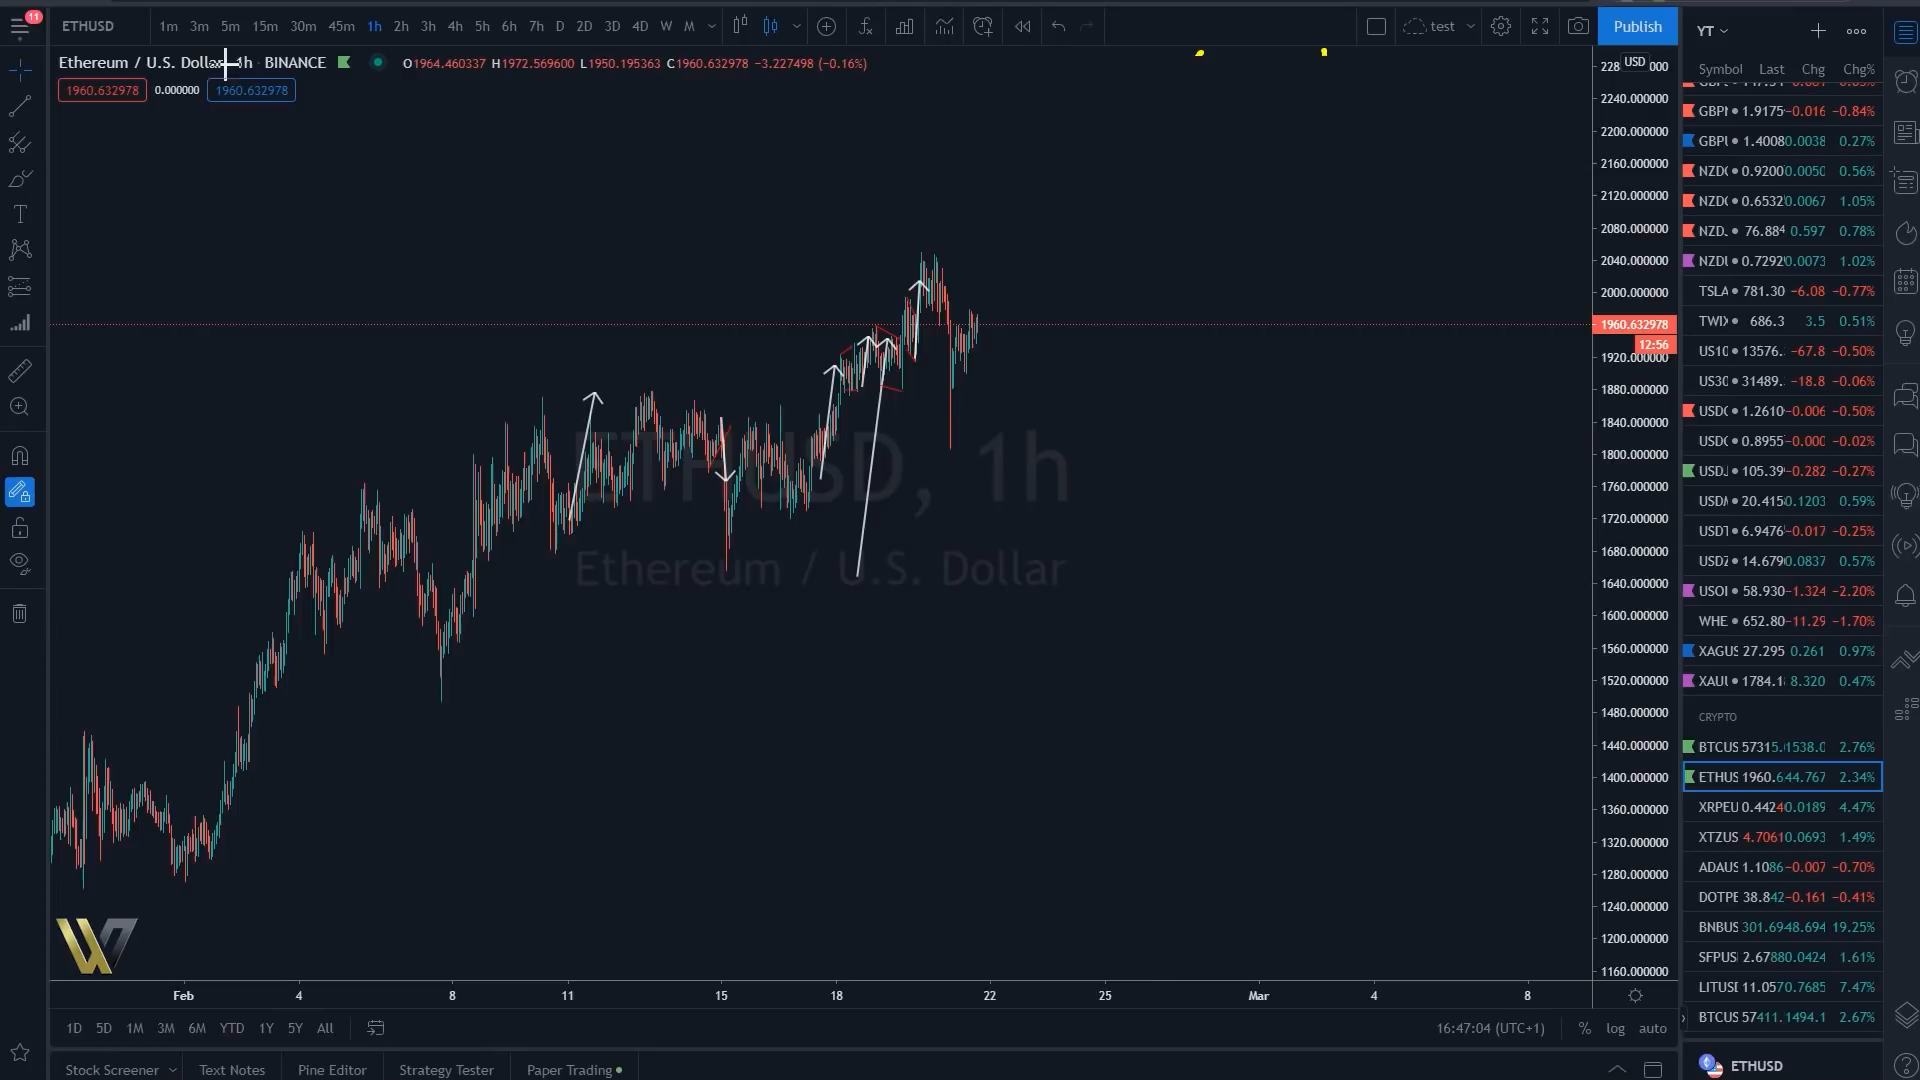 11
ETHUSD 1m 3m 5m 15m 30m 45m 1h 2h 3h 4h 5h 6h 7h D 2D 3D 4D W M test Publish
Ethereum / U.S. Dollar 1h BINANCE O1964.460337 H1972.569600 L1950.195363 C1960.632978 −3.227498 (−0.16%)
1960.632978 0.000000 1960.632978
USD
2240.000000
2200.000000
2160.000000
2120.000000
2080.000000
2040.000000
2000.000000
1960.632978
12:56
1920.000000
1880.000000
1840.000000
1800.000000
1760.000000
1720.000000
1680.000000
1640.000000
1600.000000
1560.000000
1520.000000
1480.000000
1440.000000
1400.000000
1360.000000
1320.000000
1280.000000
1240.000000
1200.000000
1160.000000
ETHUSD, 1h
Ethereum / U.S. Dollar
Feb 4 8 11 15 18 22 25 Mar 4 8
1D 5D 1M 3M 6M YTD 1Y 5Y All 16:47:04 (UTC+1) % log auto
Stock Screener Text Notes Pine Editor Strategy Tester Paper Trading
YT
Symbol Last Chg Chg%
GBPI 1.9175 −0.016 −0.84%
GBPU 1.4008 0.0038 0.27%
NZD 0.9200 0.0050 0.56%
NZD 0.6532 0.0067 1.05%
NZD 76.884 0.597 0.78%
NZDU 0.7292 0.0073 1.02%
TSLA 781.30 −6.08 −0.77%
TWIX 686.3 3.5 0.51%
US10 13576. −67.8 −0.50%
US30 31489. −18.8 −0.06%
USDC 1.2610 −0.006 −0.50%
USDC 0.8955 −0.000 −0.02%
USDJ 105.39 −0.282 −0.27%
USD 20.415 0.1203 0.59%
USDT 6.9476 −0.017 −0.25%
USDZ 14.679 0.0837 0.57%
USOI 58.930 −1.324 −2.20%
WHE 652.80 −11.29 −1.70%
XAGUS 27.295 0.261 0.97%
XAU 1784.1 8.320 0.47%
CRYPTO
BTCUS 57315. 1538.0 2.76%
ETHUS 1960.6 44.767 2.34%
XRPEU 0.4424 0.0189 4.47%
XTZUS 4.7061 0.0693 1.49%
ADAUS 1.1086 −0.007 −0.70%
DOTPE 38.842 −0.161 −0.41%
BNBUS 301.69 48.694 19.25%
SFPUS 2.6788 0.0424 1.61%
LITUSI 11.057 0.7685 7.47%
BTCUS 57411. 1494.1 2.67%
ETHUSD